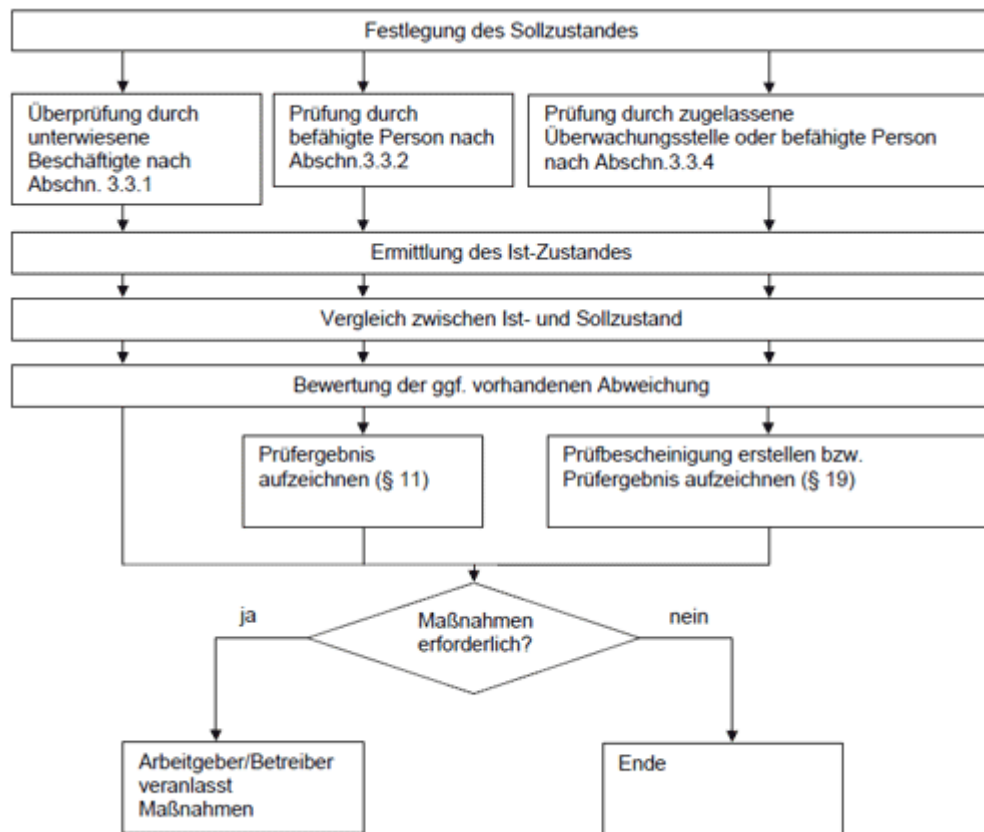 Festlegung des Sollzustandes
Überprüfung durch
unterwiesene
Beschäftigte nach
Abschn. 3.3.1
Prüfung durch
befähigte Person nach
Abschn.3.3.2
Prüfung durch zugelassene
Überwachungsstelle oder befähigte Person
nach Abschn.3.3.4
Ermittlung des Ist-Zustandes
Vergleich zwischen Ist- und Sollzustand
Bewertung der ggf. vorhandenen Abweichung
Prüfergebnis
aufzeichnen (§ 11)
Prüfbescheinigung erstellen bzw.
Prüfergebnis aufzeichnen (§ 19)
ja
Maßnahmen
erforderlich?
nein
Arbeitgeber/Betreiber
veranlasst
Maßnahmen
Ende